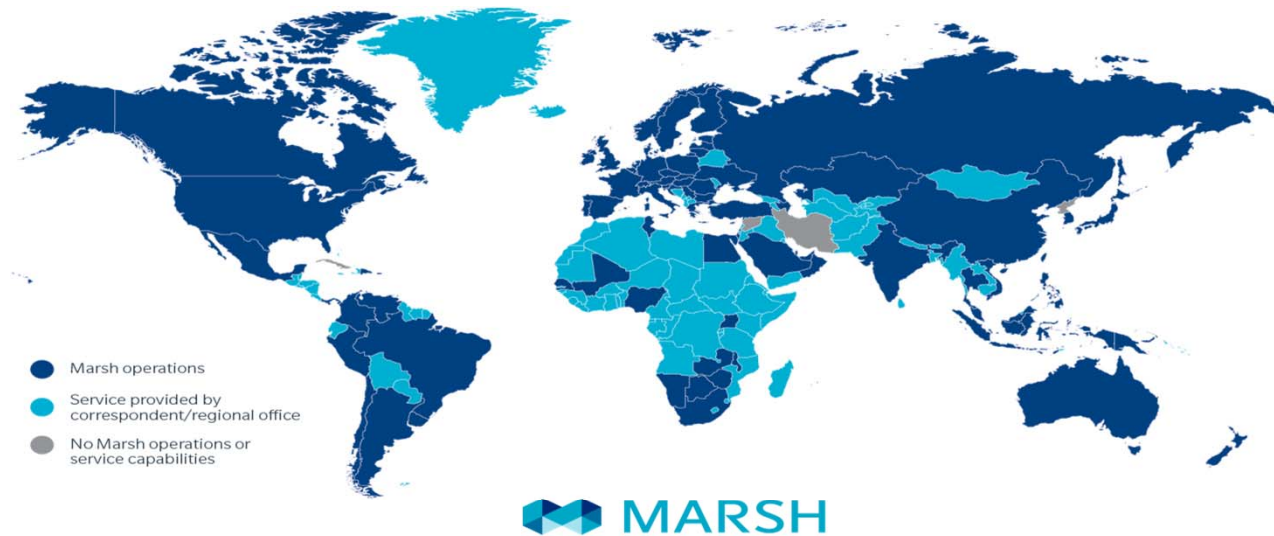 Marsh operations
Service provided by
correspondent/regional office
No Marsh operations or
service capabilities
MARSH